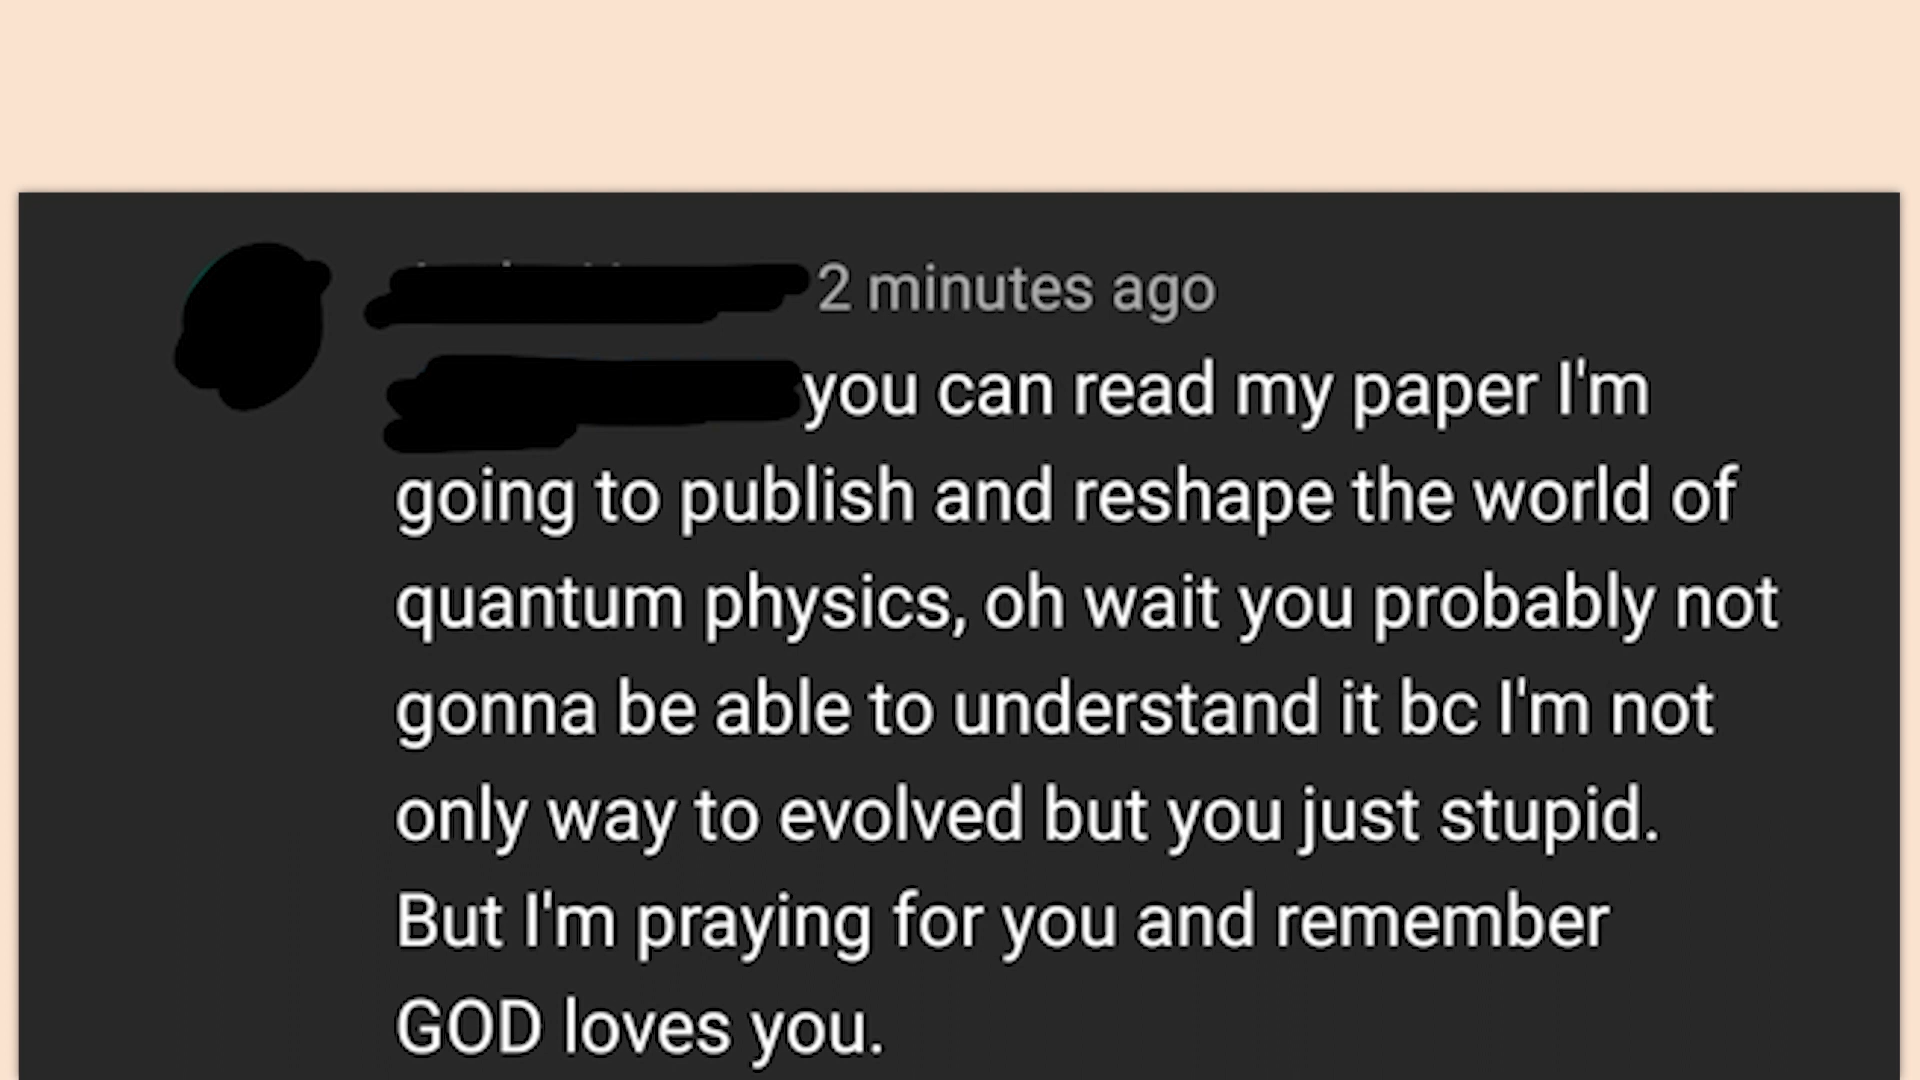 2 minutes ago
you can read my paper I'm
going to publish and reshape the world of
quantum physics, oh wait you probably not
gonna be able to understand it bc I'm not
only way to evolved but you just stupid.
But I'm praying for you and remember
GOD loves you.